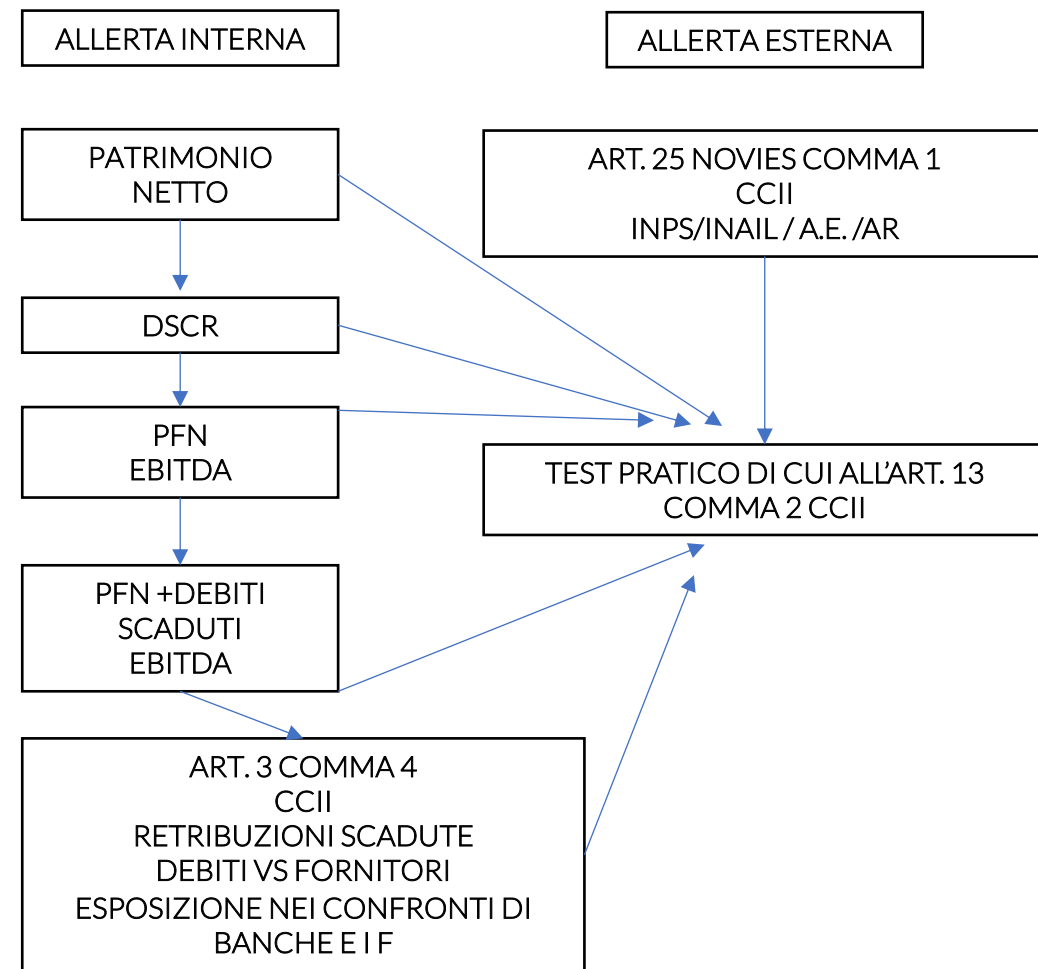 ALLERTA INTERNA
ALLERTA ESTERNA
PATRIMONIO
NETTO
DSCR
PFN
EBITDA
PFN +DEBITI
SCADUTI
EBITDA
ART. 3 COMMA 4
CCII
RETRIBUZIONI SCADUTE
DEBITI VS FORNITORI
ESPOSIZIONE NEI CONFRONTI DI
BANCHE E I F
ART. 25 NOVIES COMMA 1
CCII
INPS/INAIL / A.E. /AR
TEST PRATICO DI CUI ALL’ART. 13
COMMA 2 CCII